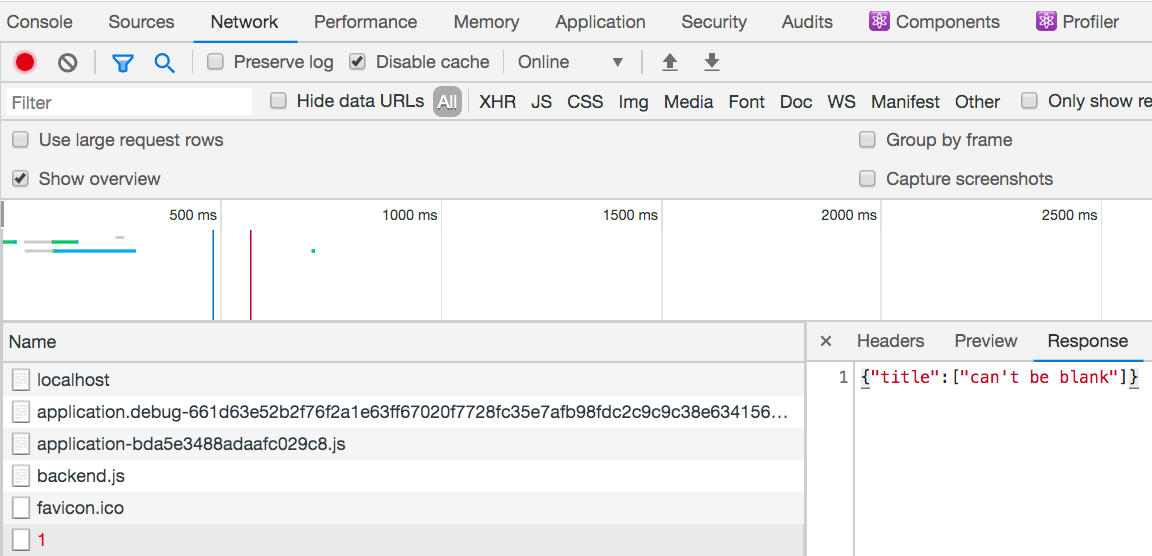 Console Sources Network Performance Memory Application Security Audits Components Profiler
Preserve log Disable cache Online
Filter Hide data URLs All XHR JS CSS Img Media Font Doc WS Manifest Other Only show re
Use large request rows Group by frame
Show overview Capture screenshots
500 ms 1000 ms 1500 ms 2000 ms 2500 ms
Name × Headers Preview Response
1 {"title":["can't be blank"]}
localhost
application.debug-661d63e52b2f76f2a1e63ff67020f7728fc35e7afb98fdc2c9c9c38e634156…
application-bda5e3488adaafc029c8.js
backend.js
favicon.ico
1